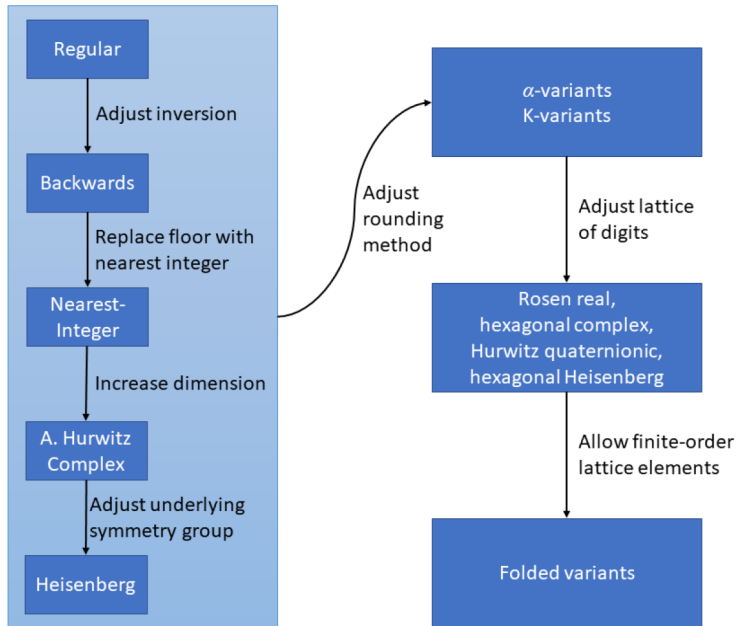 Regular
Adjust inversion
Backwards
Replace floor with
nearest integer
Nearest-
Integer
Increase dimension
A. Hurwitz
Complex
Adjust underlying
symmetry group
Heisenberg
Adjust
rounding
method
α-variants
K-variants
Adjust lattice
of digits
Rosen real,
hexagonal complex,
Hurwitz quaternionic,
hexagonal Heisenberg
Allow finite-order
lattice elements
Folded variants